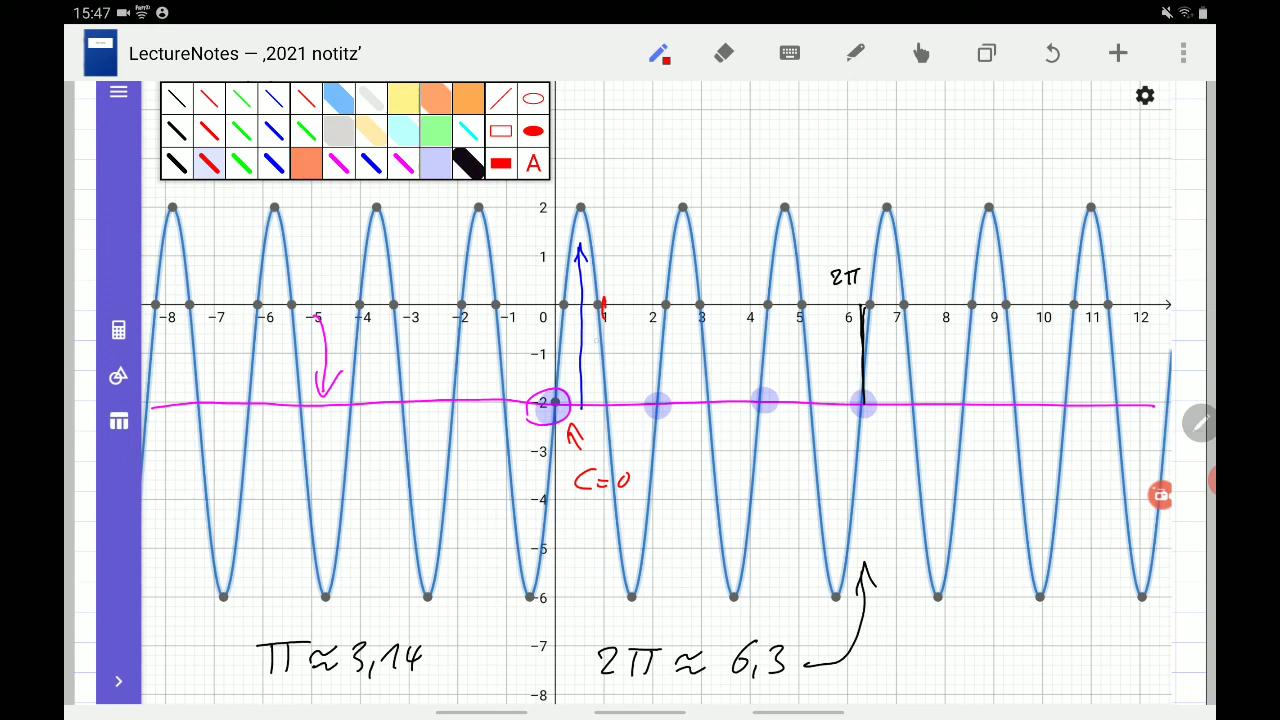 15:47
LectureNotes — ‚2021 notitz’
A
2
1
2π
-8 -7 -6 -5 -4 -3 -2 -1 0 1 2 3 4 5 6 7 8 9 10 11 12
-1
-2
-3
C=0
-4
-5
-6
-7
π≈3,14 2π≈6,3
-8